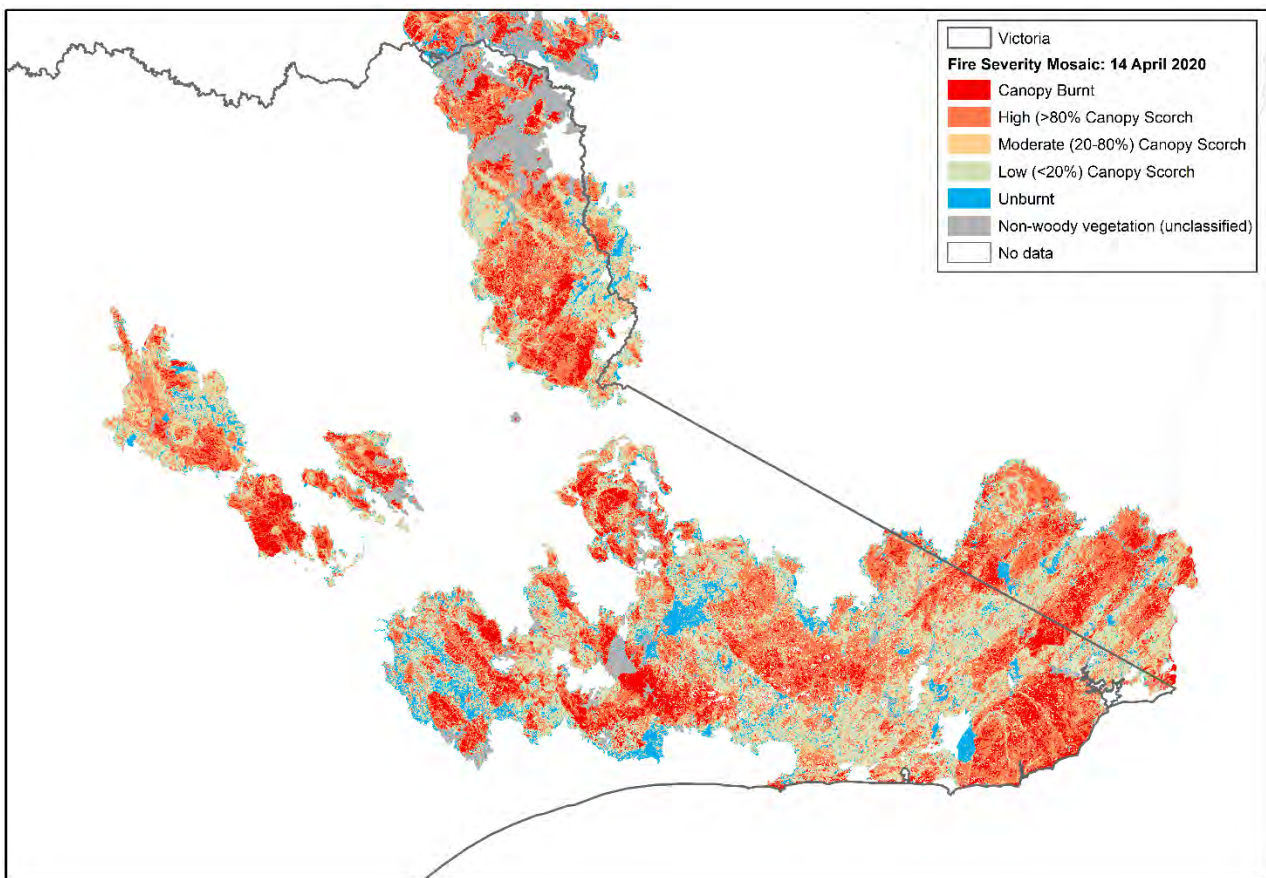 Victoria
Fire Severity Mosaic: 14 April 2020
Canopy Burnt
High (>80% Canopy Scorch
Moderate (20-80%) Canopy Scorch
Low (<20%) Canopy Scorch
Unburnt
Non-woody vegetation (unclassified)
No data